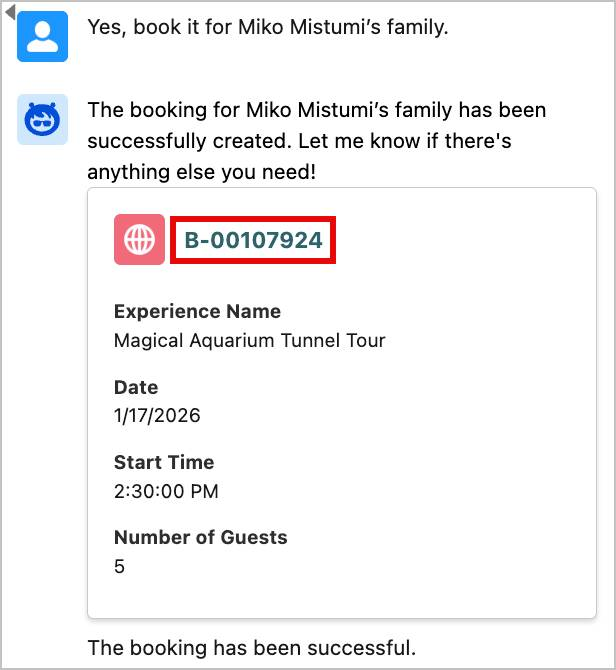 Yes, book it for Miko Mistumi’s family.
The booking for Miko Mistumi’s family has been
successfully created. Let me know if there's
anything else you need!
B-00107924
Experience Name
Magical Aquarium Tunnel Tour
Date
1/17/2026
Start Time
2:30:00 PM
Number of Guests
5
The booking has been successful.